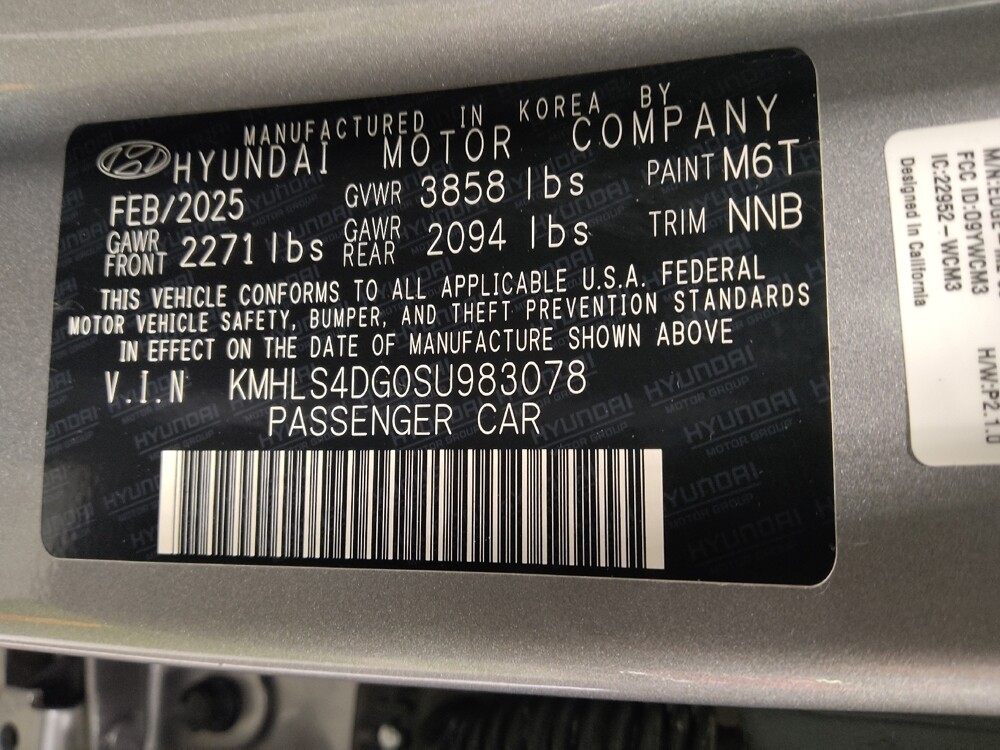 MANUFACTURED IN KOREA BY
HYUNDAI MOTOR COMPANY
FEB/2025 GVWR 3858 lbs PAINT M6T
GAWR FRONT 2271 lbs GAWR REAR 2094 lbs TRIM NNB
THIS VEHICLE CONFORMS TO ALL APPLICABLE U.S.A. FEDERAL
MOTOR VEHICLE SAFETY, BUMPER, AND THEFT PREVENTION STANDARDS
IN EFFECT ON THE DATE OF MANUFACTURE SHOWN ABOVE
V.I.N KMHLS4DG0SU983078
PASSENGER CAR
FCC ID:O9YWCM3
IC:22952-WCM3
Designed In California
H/W:P2.1.0